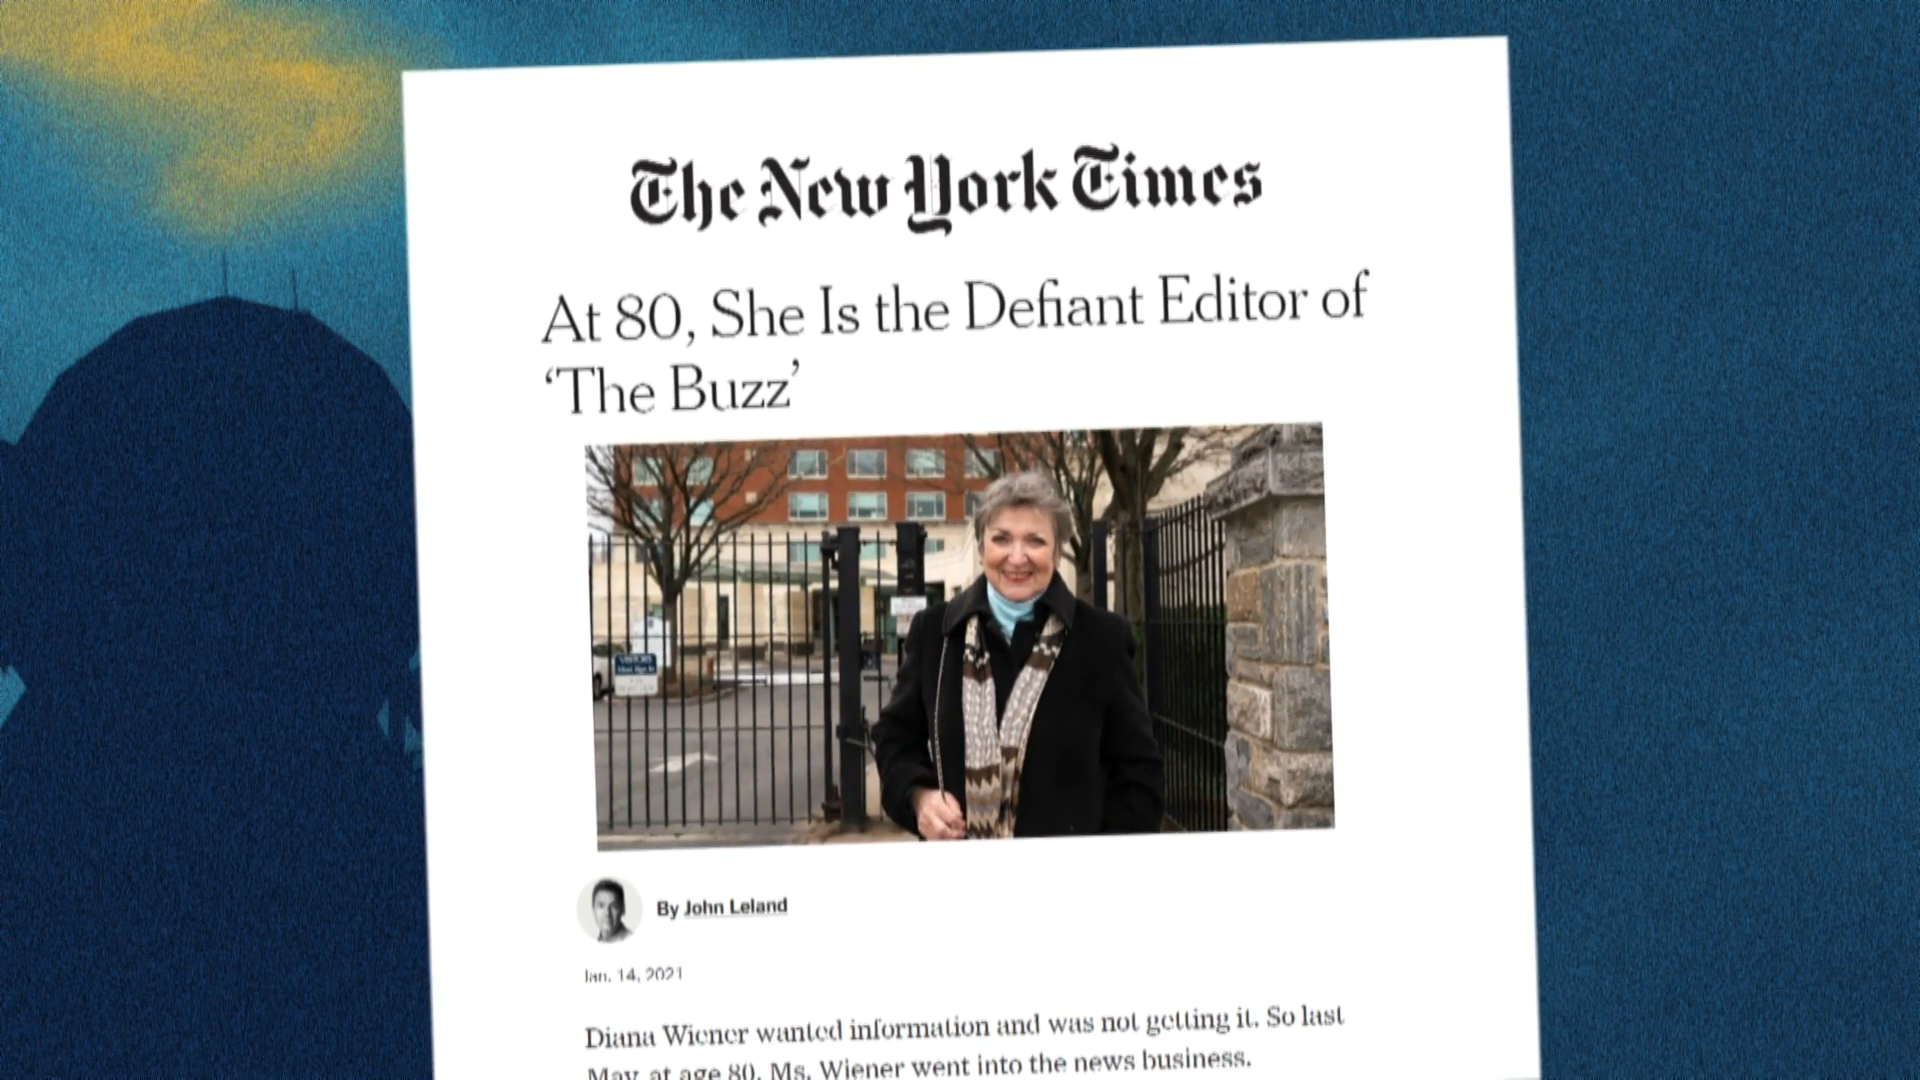 The New York Times
At 80, She Is the Defiant Editor of
‘The Buzz’
VISITORS
By John Leland
Jan. 14, 2021
Diana Wiener wanted information and was not getting it. So last
May, at age 80, Ms. Wiener went into the news business.